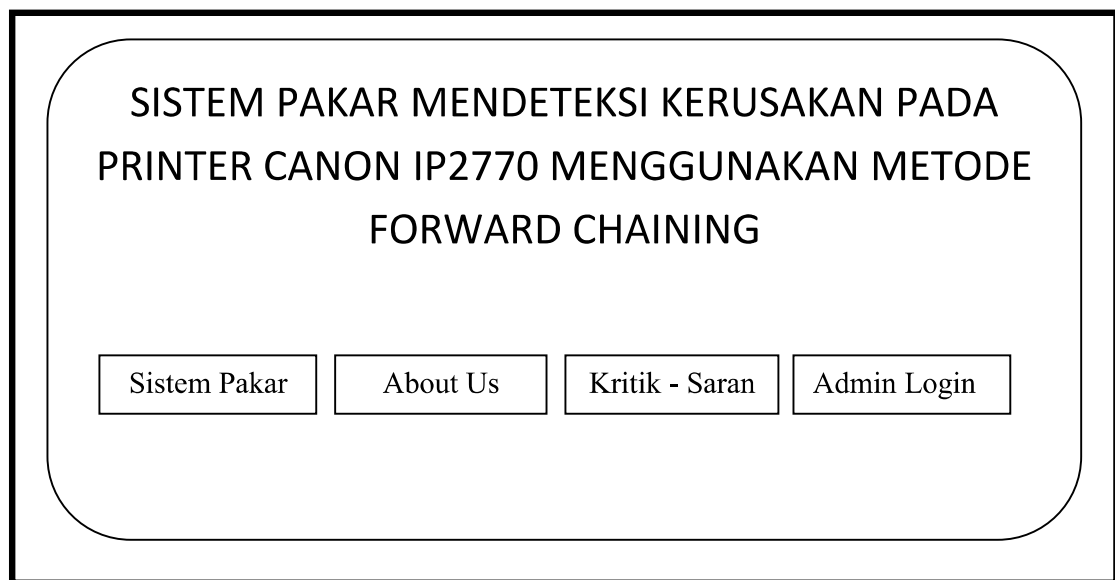 SISTEM PAKAR MENDETEKSI KERUSAKAN PADA
PRINTER CANON IP2770 MENGGUNAKAN METODE
FORWARD CHAINING
Sistem Pakar
About Us
Kritik - Saran
Admin Login